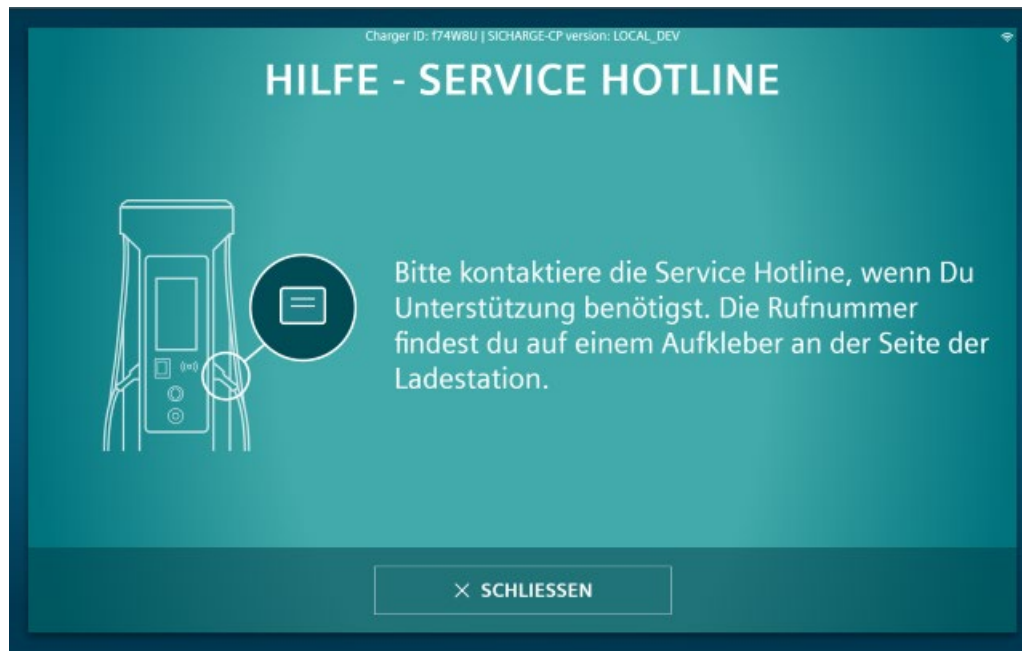 Charger ID: f74W8U | SICHARGE-CP version: LOCAL_DEV
HILFE - SERVICE HOTLINE
Bitte kontaktiere die Service Hotline, wenn Du
Unterstützung benötigst. Die Rufnummer
findest du auf einem Aufkleber an der Seite der
Ladestation.
× SCHLIESSEN